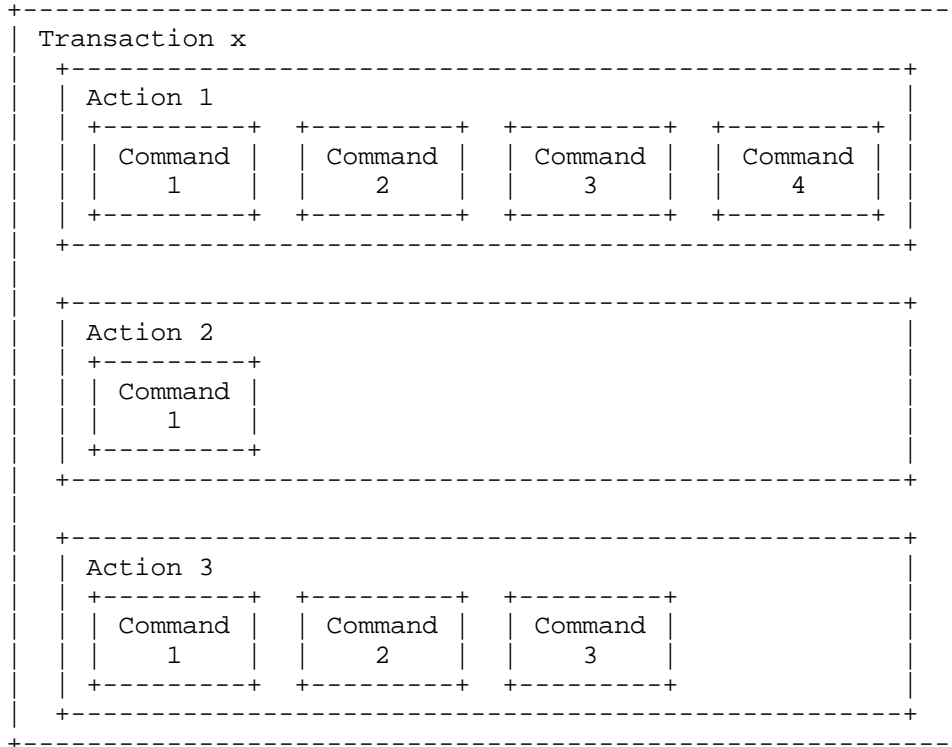 Transaction x
Action 1
Command Command Command Command
1 2 3 4
Action 2
Command
1
Action 3
Command Command Command
1 2 3